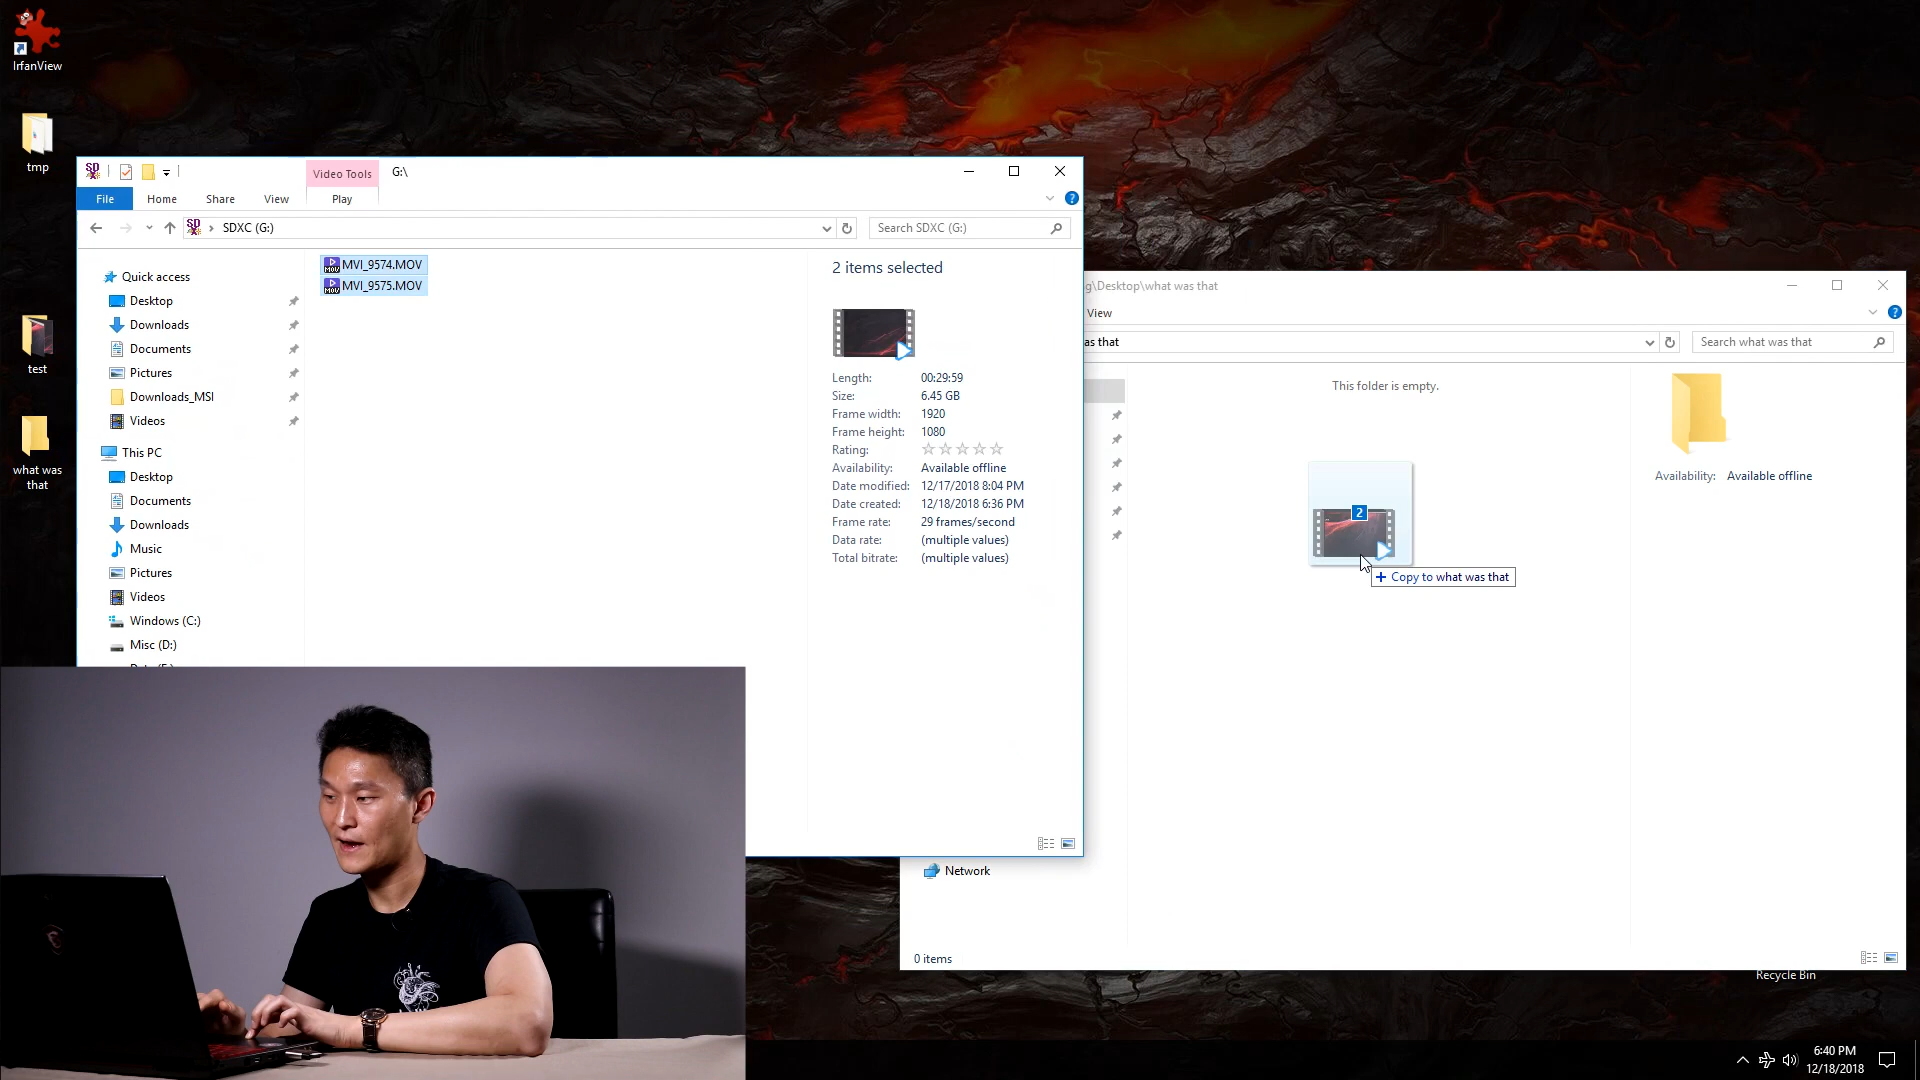 IrfanView
tmp
test
what was
that
Video Tools
G:\
File
Home
Share
View
Play
SDXC (G:)
Search SDXC (G:)
Quick access
Desktop
Downloads
Documents
Pictures
Downloads_MSI
Videos
This PC
Desktop
Documents
Downloads
Music
Pictures
Videos
Windows (C:)
Misc (D:)
MVI_9574.MOV
MVI_9575.MOV
2 items selected
Length: 00:29:59
Size: 6.45 GB
Frame width: 1920
Frame height: 1080
Rating:
Availability: Available offline
Date modified: 12/17/2018 8:04 PM
Date created: 12/18/2018 6:36 PM
Frame rate: 29 frames/second
Data rate: (multiple values)
Total bitrate: (multiple values)
g\Desktop\what was that
View
as that
Search what was that
This folder is empty.
2
Copy to what was that
Availability: Available offline
Network
0 items
Recycle Bin
6:40 PM
12/18/2018